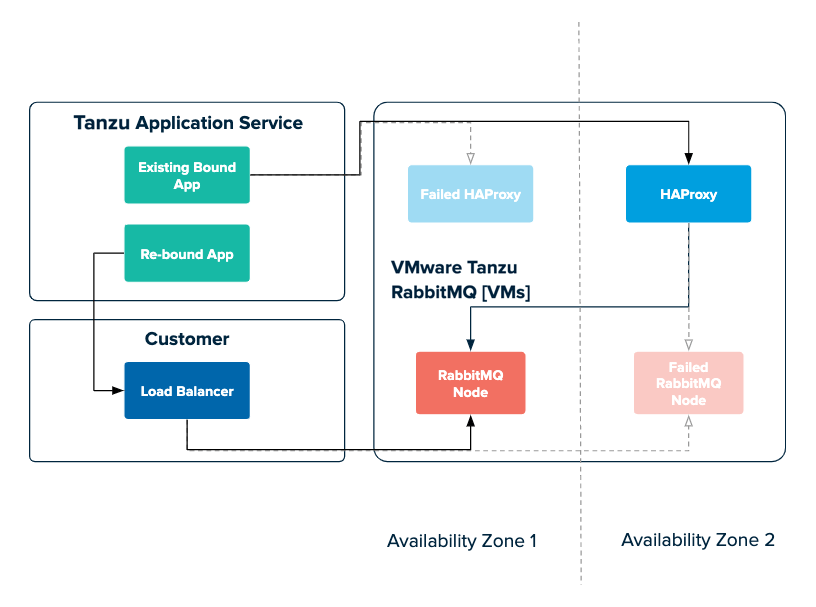 Tanzu Application Service
Existing Bound
App
Re-bound App
Customer
Load Balancer
Failed HAProxy
HAProxy
VMware Tanzu
RabbitMQ [VMs]
RabbitMQ
Node
Failed
RabbitMQ
Node
Availability Zone 1
Availability Zone 2